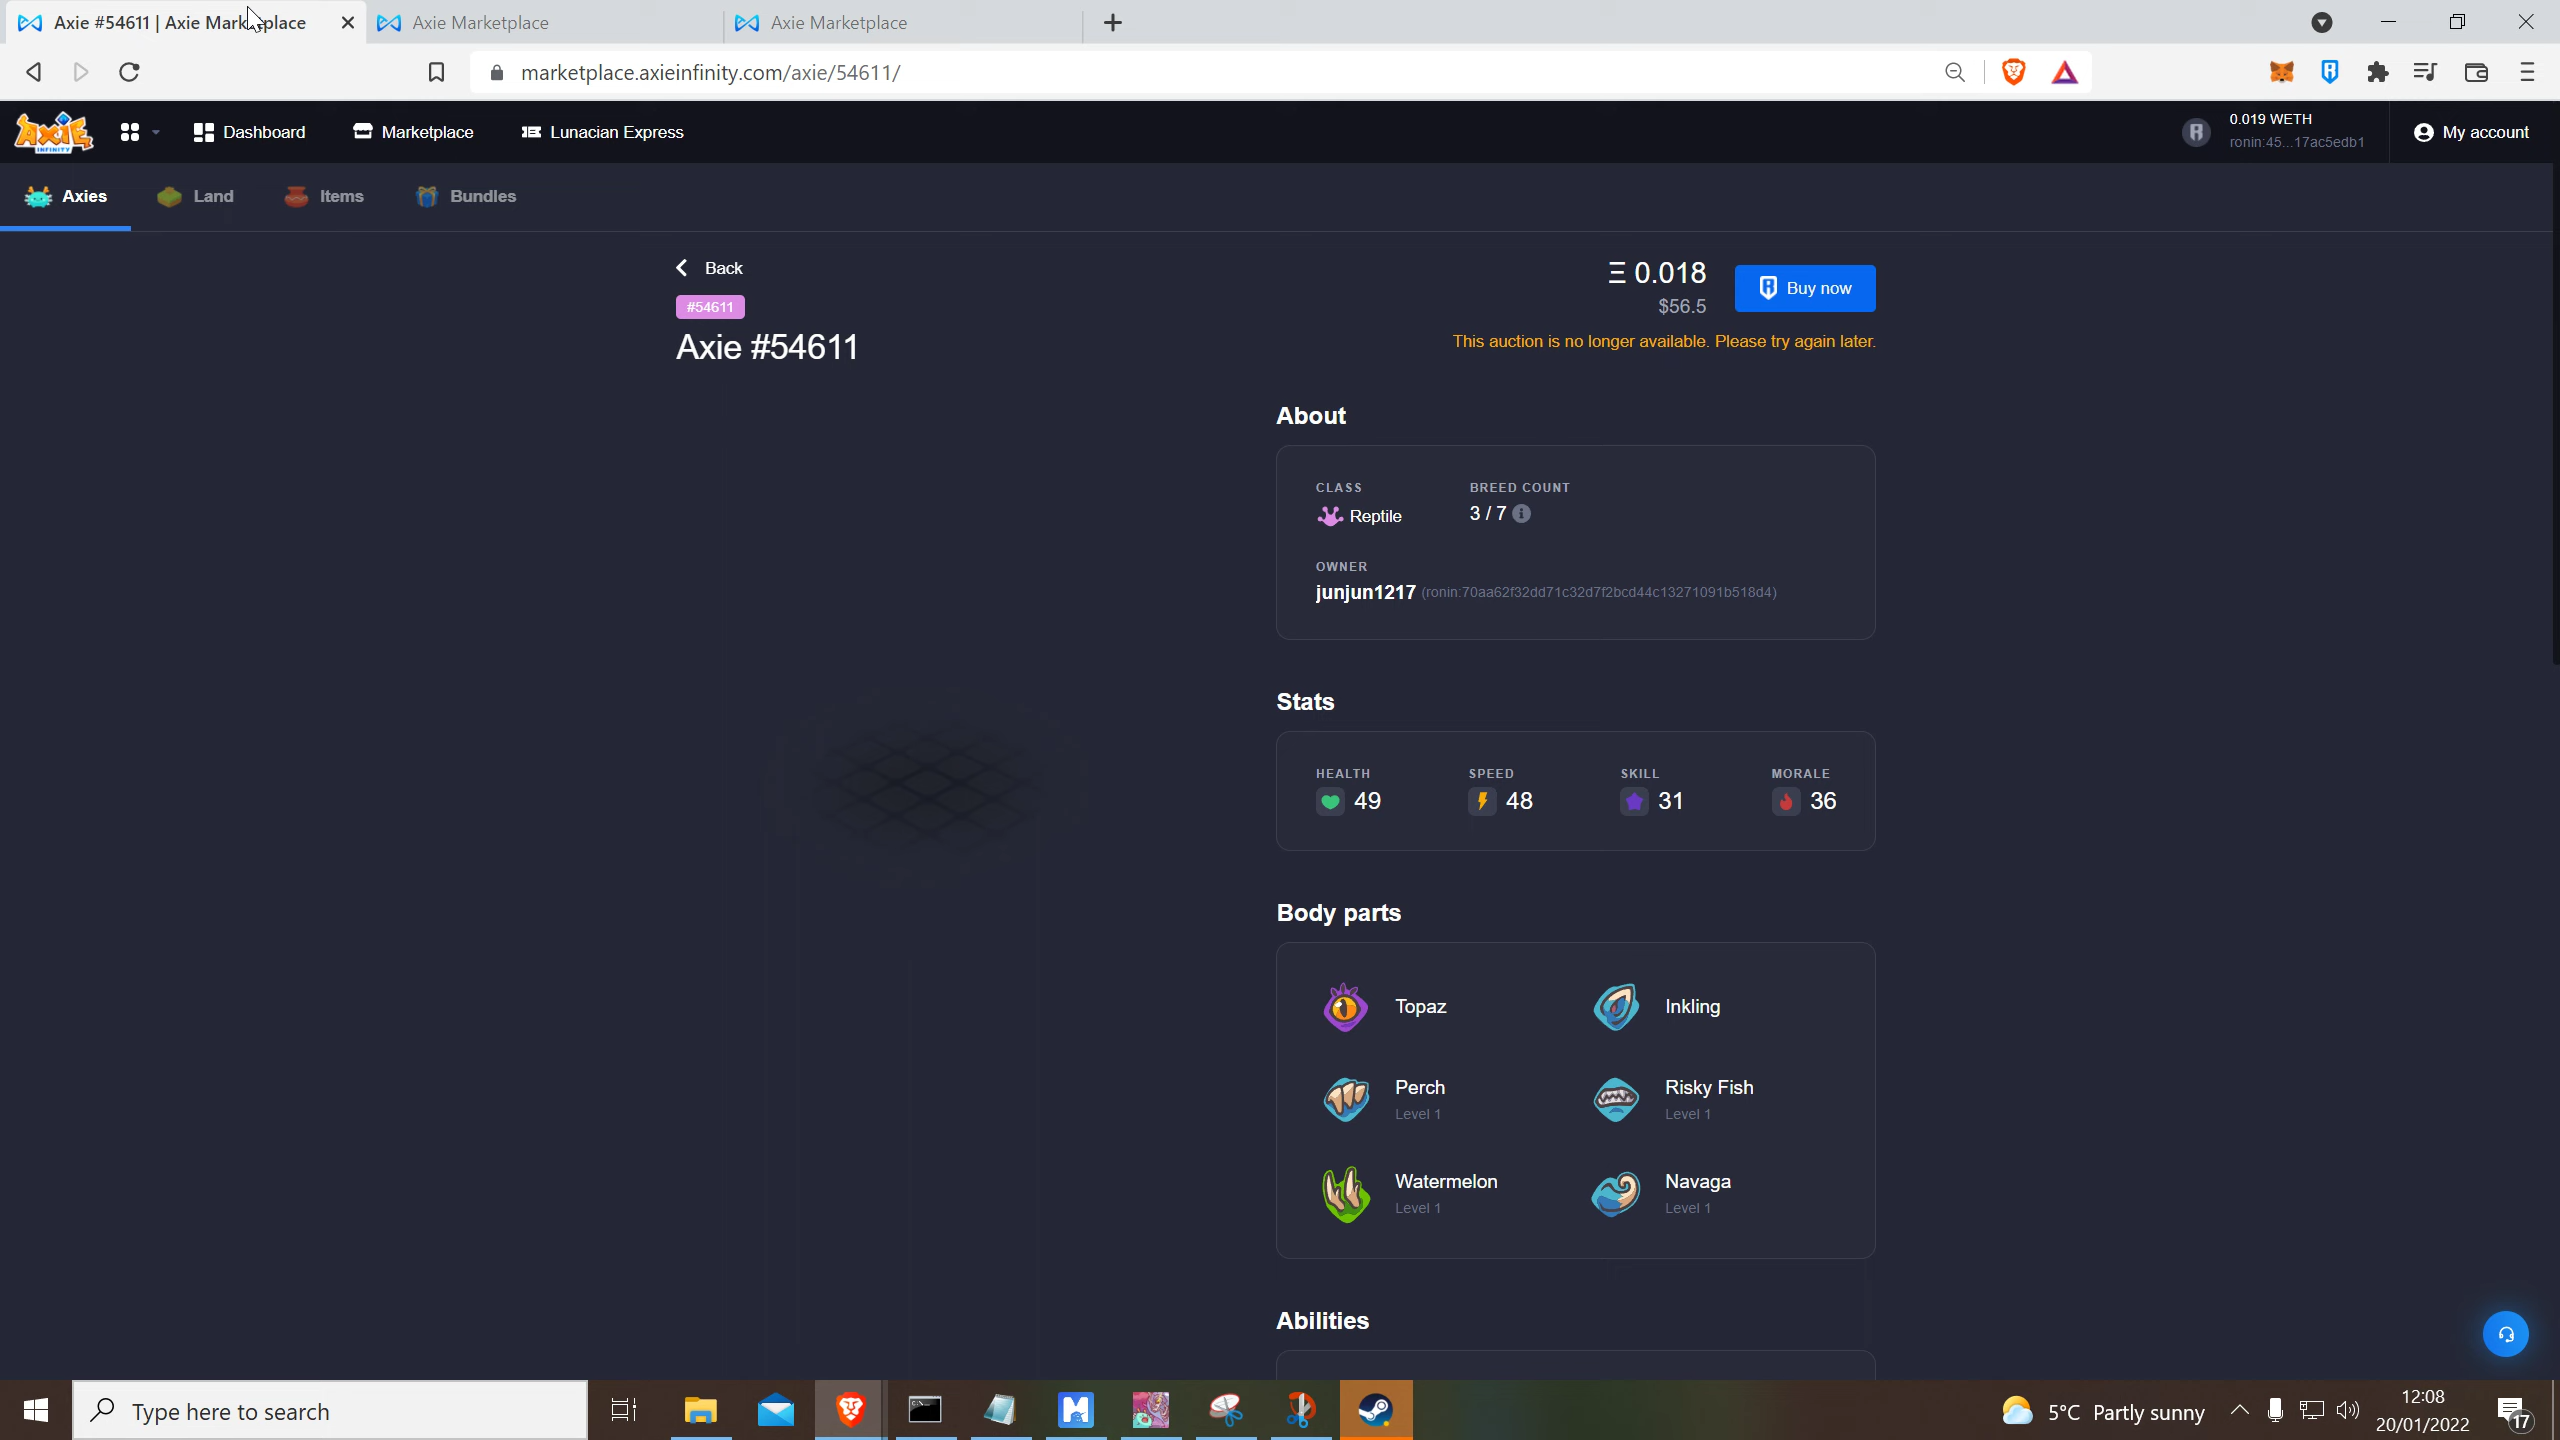 Axie #54611 | Axie Marketplace
Axie Marketplace
Axie Marketplace
marketplace.axieinfinity.com/axie/54611/
AXIE
INFINITY
Dashboard
Marketplace
Lunacian Express
0.019 WETH
ronin:45...17ac5edb1
My account
Axies
Land
Items
Bundles
Back
#54611
Axie #54611
Ξ 0.018
$56.5
Buy now
This auction is no longer available. Please try again later.
About
CLASS
Reptile
BREED COUNT
3 / 7
OWNER
junjun1217 (ronin:70aa62f32dd71c32d7f2bcd44c13271091b518d4)
Stats
HEALTH
49
SPEED
48
SKILL
31
MORALE
36
Body parts
Topaz
Inkling
Perch
Level 1
Risky Fish
Level 1
Watermelon
Level 1
Navaga
Level 1
Abilities
Type here to search
5°C Partly sunny
12:08
20/01/2022
17